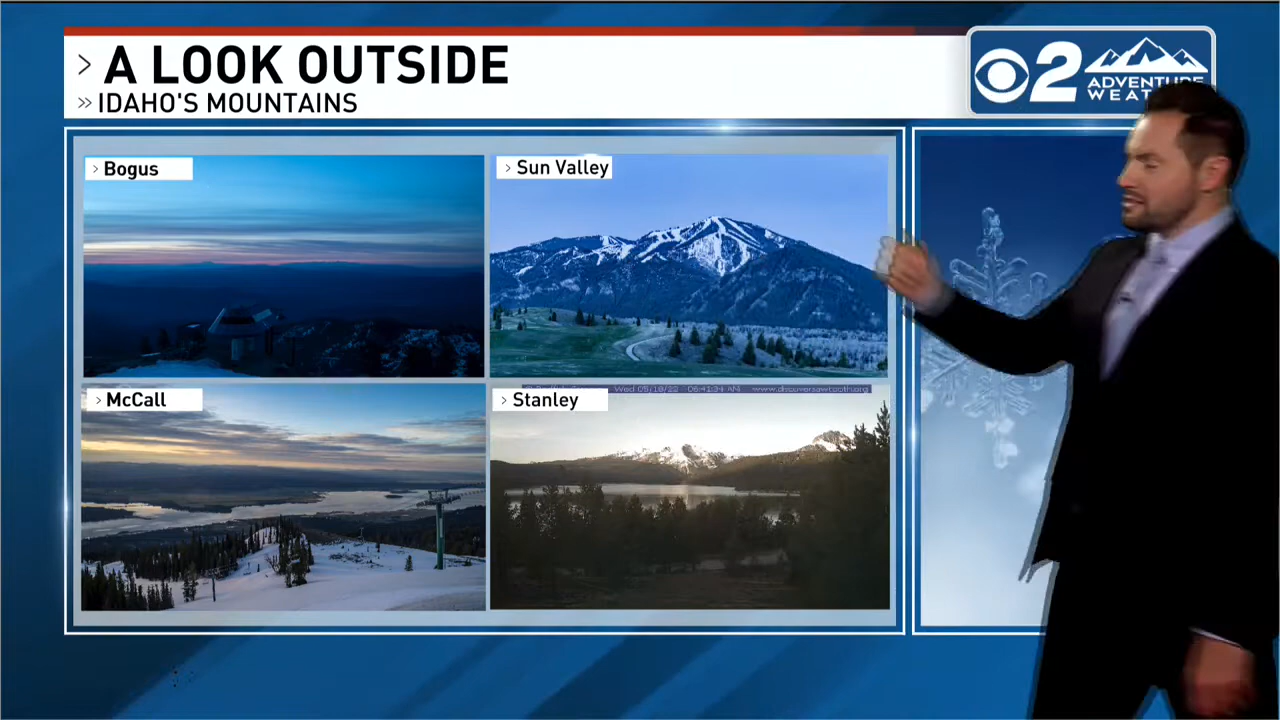 A LOOK OUTSIDE
IDAHO'S MOUNTAINS
2
ADVENTURE
WEAT
Bogus
Sun Valley
McCall
Stanley
Wed 05/18/22 06:41:34 AM www.discoversawtooth.org